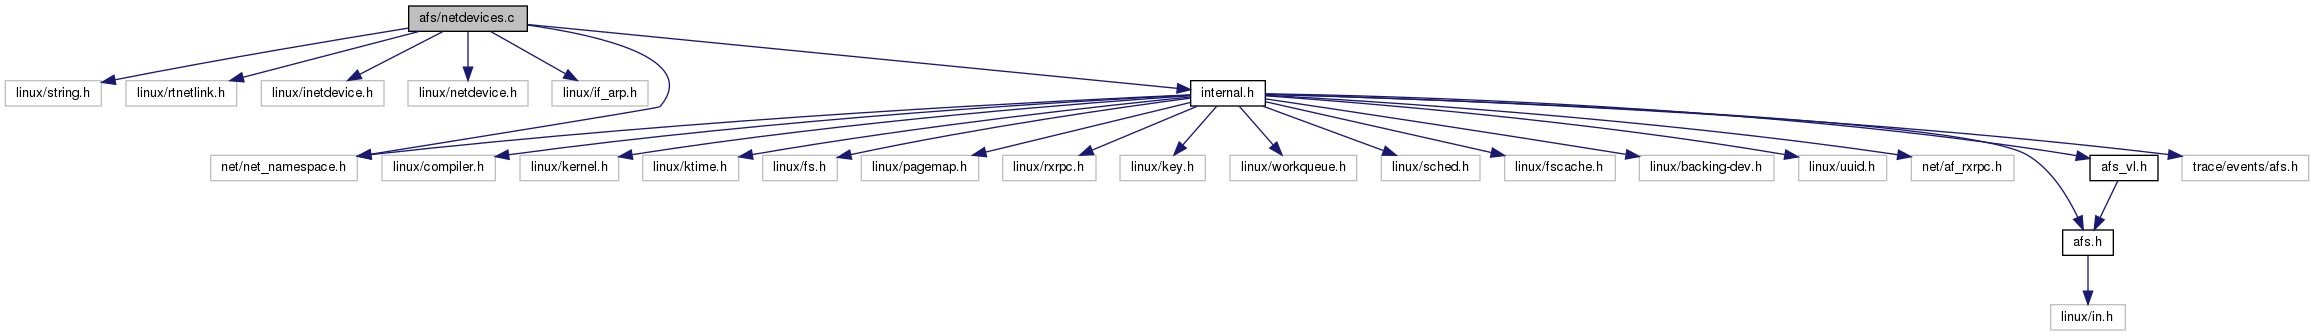 afs/netdevices.c
linux/string.h
linux/rtnetlink.h
linux/inetdevice.h
linux/netdevice.h
linux/if_arp.h
internal.h
net/net_namespace.h
linux/compiler.h
linux/kernel.h
linux/ktime.h
linux/fs.h
linux/pagemap.h
linux/rxrpc.h
linux/key.h
linux/workqueue.h
linux/sched.h
linux/fscache.h
linux/backing-dev.h
linux/uuid.h
net/af_rxrpc.h
afs_vl.h
trace/events/afs.h
afs.h
linux/in.h